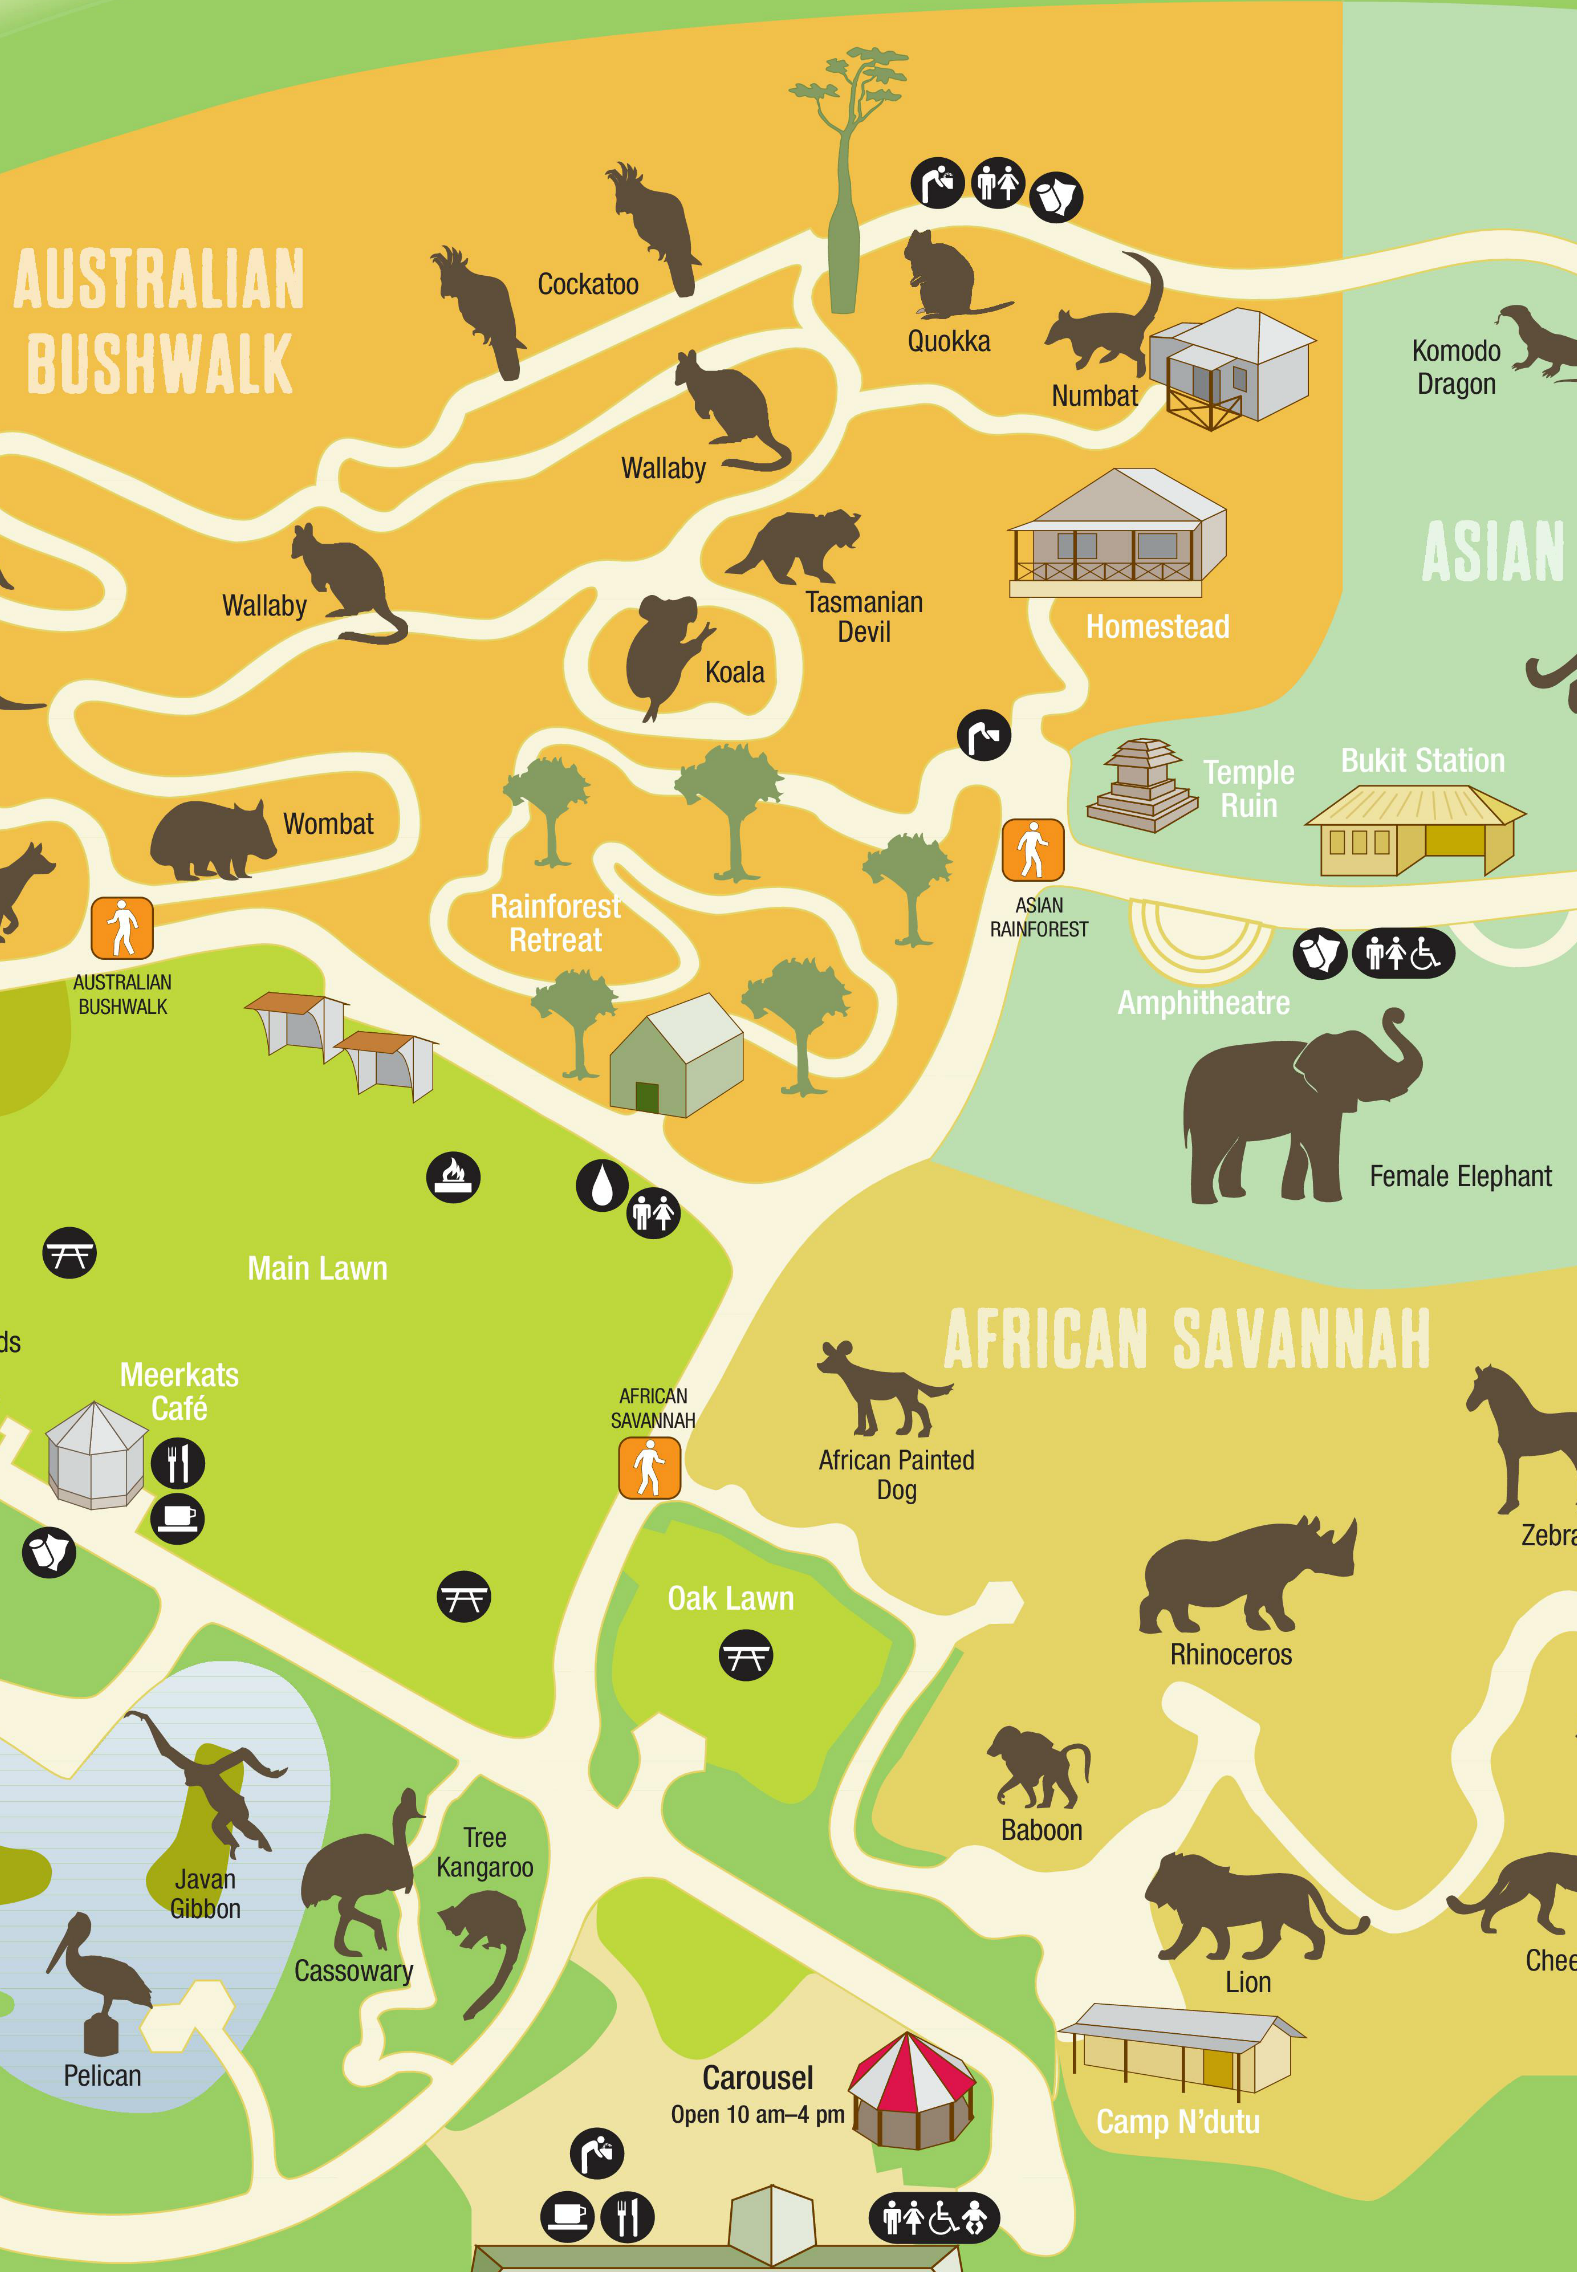 AUSTRALIAN
BUSHWALK
Cockatoo
Quokka
Numbat
Komodo
Dragon
Wallaby
ASIAN
Wallaby
Tasmanian
Devil
Homestead
Koala
Temple
Ruin
Bukit Station
Wombat
Rainforest
Retreat
ASIAN
RAINFOREST
AUSTRALIAN
BUSHWALK
Amphitheatre
Female Elephant
Main Lawn
AFRICAN SAVANNAH
ds
Meerkats
Café
AFRICAN
SAVANNAH
African Painted
Dog
Zebra
Oak Lawn
Rhinoceros
Baboon
Tree
Kangaroo
Javan
Gibbon
Cassowary
Lion
Chee
Pelican
Carousel
Open 10 am–4 pm
Camp N'dutu